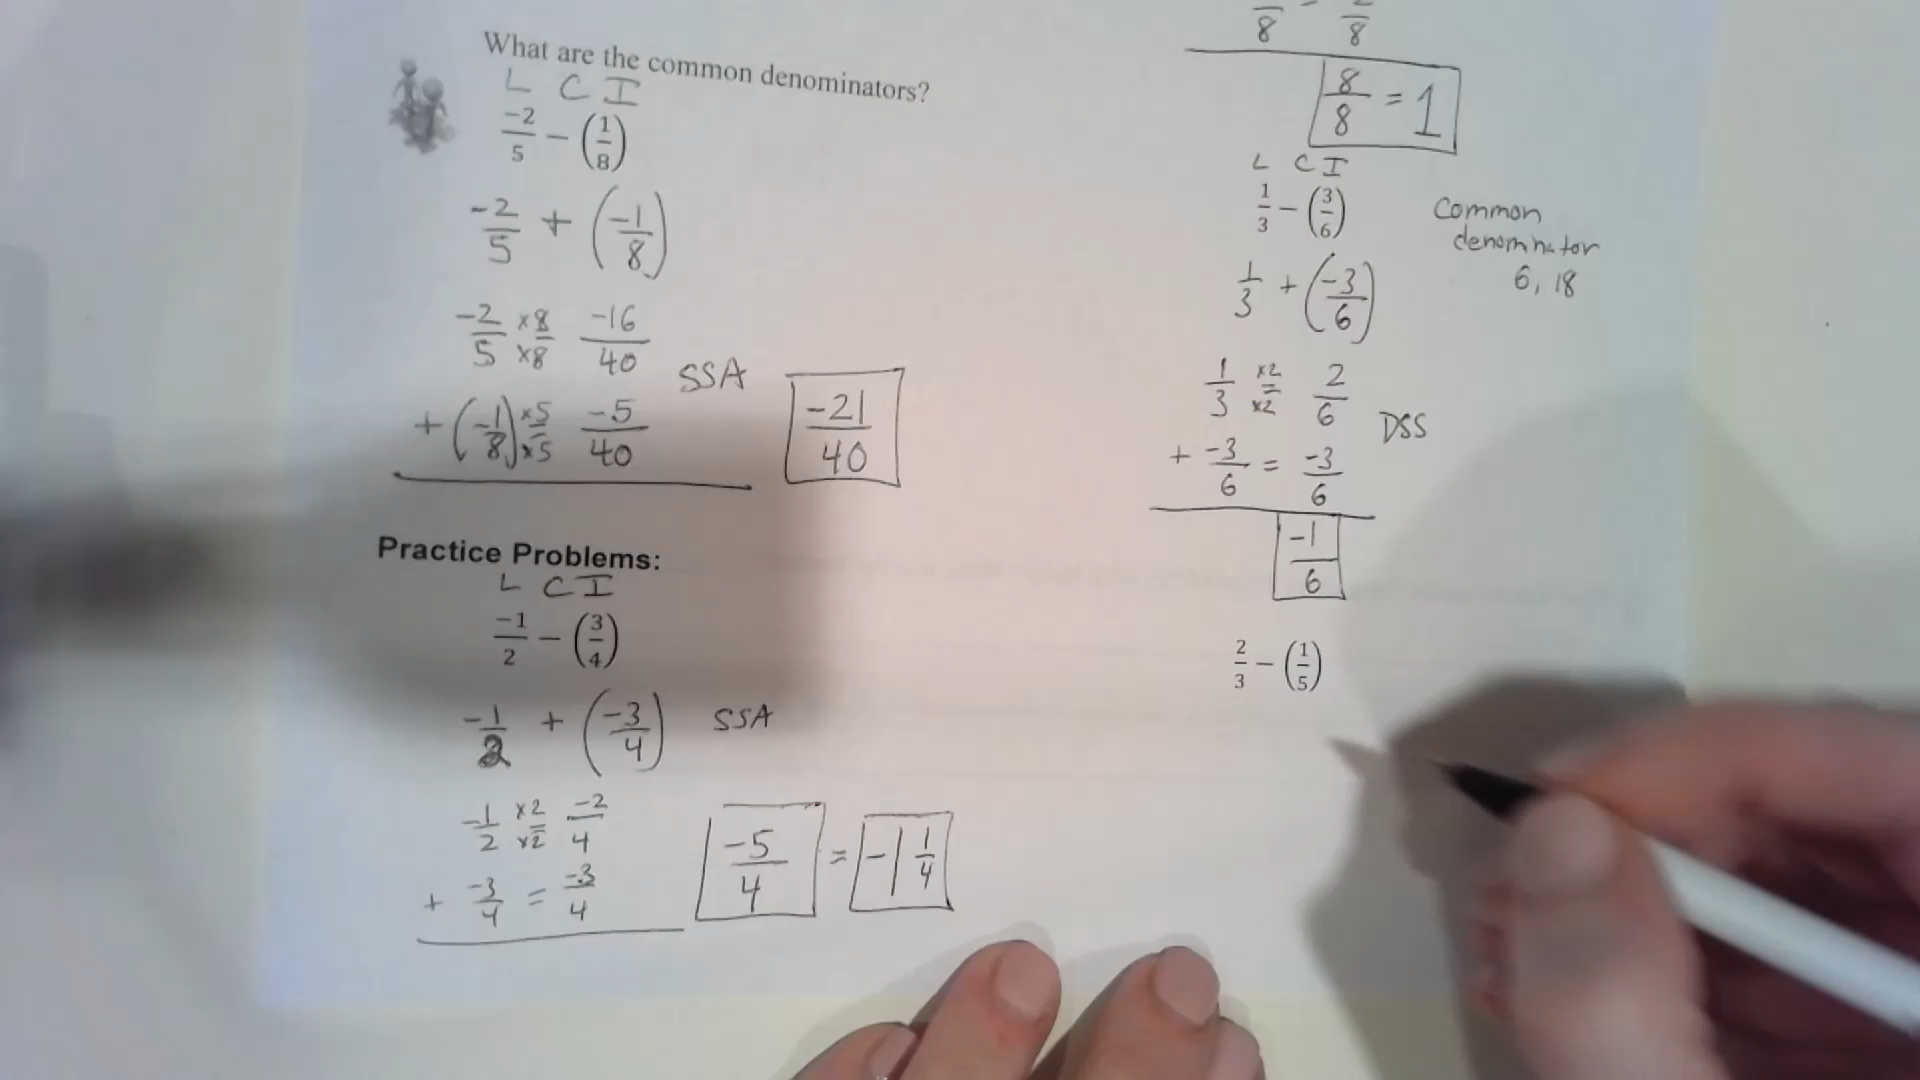 What are the common denominators?
L C I
-2/5 − (1/8)
-2/5 + (-1/8)
-2/5 ×8/×8 = -16/40
SSA
+ (-1/8) ×5/×5 = -5/40
-21/40
Practice Problems:
L C I
-1/2 − (3/4)
-1/2 + (-3/4) SSA
-1/2 ×2/×2 = -2/4
+ -3/4 = -3/4
-5/4 = -1 1/4
8/8 = 1
L C I
1/3 − (3/6)
Common
denominator
6, 18
1/3 + (-3/6)
1/3 ×2/×2 = 2/6
DSS
+ -3/6 = -3/6
-1/6
2/3 − (1/5)